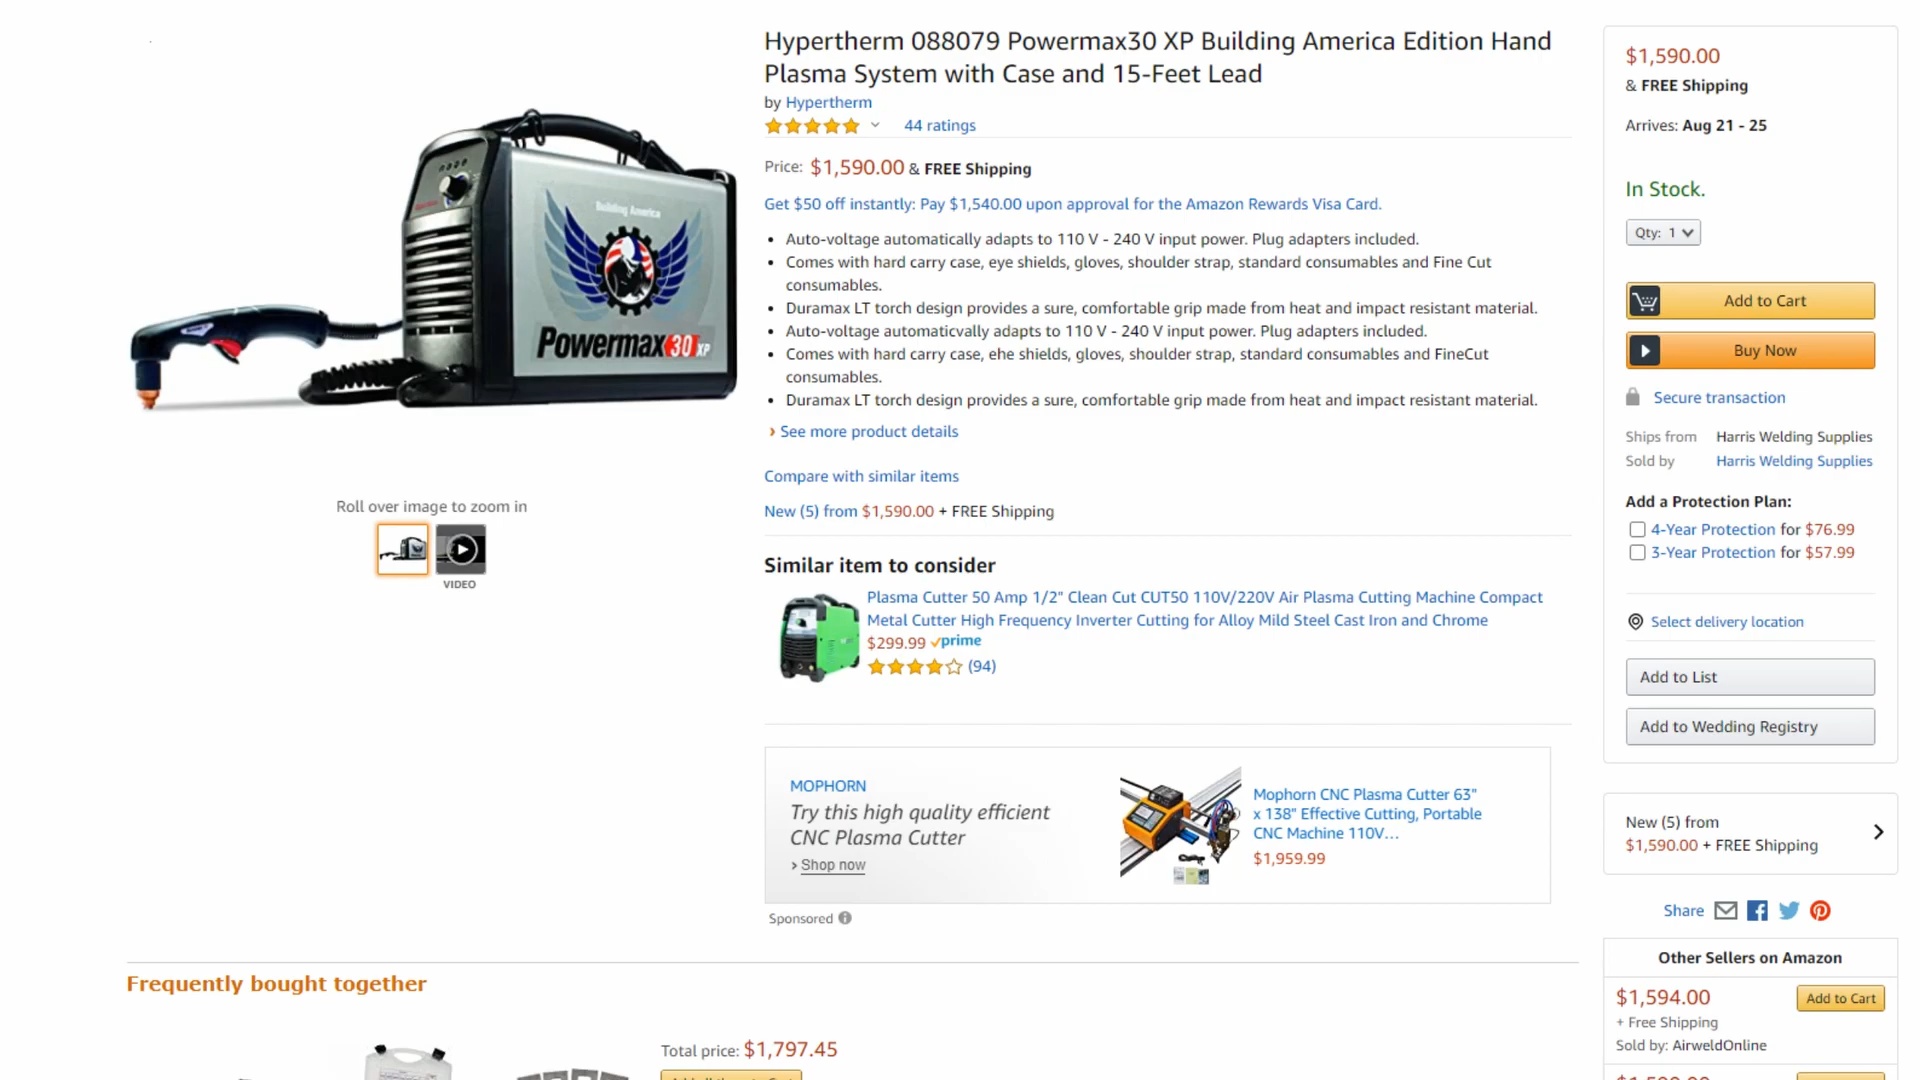 Hypertherm 088079 Powermax30 XP Building America Edition Hand
Plasma System with Case and 15-Feet Lead
by Hypertherm
44 ratings
Price: $1,590.00 & FREE Shipping
Get $50 off instantly: Pay $1,540.00 upon approval for the Amazon Rewards Visa Card.
• Auto-voltage automatically adapts to 110 V - 240 V input power. Plug adapters included.
• Comes with hard carry case, eye shields, gloves, shoulder strap, standard consumables and Fine Cut
consumables.
• Duramax LT torch design provides a sure, comfortable grip made from heat and impact resistant material.
• Auto-voltage automaticvally adapts to 110 V - 240 V input power. Plug adapters included.
• Comes with hard carry case, ehe shields, gloves, shoulder strap, standard consumables and FineCut
consumables.
• Duramax LT torch design provides a sure, comfortable grip made from heat and impact resistant material.
› See more product details
Compare with similar items
New (5) from $1,590.00 + FREE Shipping
Building America
Powermax30 XP
Roll over image to zoom in
VIDEO
Similar item to consider
Plasma Cutter 50 Amp 1/2" Clean Cut CUT50 110V/220V Air Plasma Cutting Machine Compact
Metal Cutter High Frequency Inverter Cutting for Alloy Mild Steel Cast Iron and Chrome
$299.99 prime
(94)
MOPHORN
Try this high quality efficient
CNC Plasma Cutter
› Shop now
Mophorn CNC Plasma Cutter 63"
x 138" Effective Cutting, Portable
CNC Machine 110V…
$1,959.99
Sponsored
Frequently bought together
Total price: $1,797.45
$1,590.00
& FREE Shipping
Arrives: Aug 21 - 25
In Stock.
Qty: 1
Add to Cart
Buy Now
Secure transaction
Ships from Harris Welding Supplies
Sold by Harris Welding Supplies
Add a Protection Plan:
4-Year Protection for $76.99
3-Year Protection for $57.99
Select delivery location
Add to List
Add to Wedding Registry
New (5) from
$1,590.00 + FREE Shipping
Share
Other Sellers on Amazon
$1,594.00 Add to Cart
+ Free Shipping
Sold by: AirweldOnline